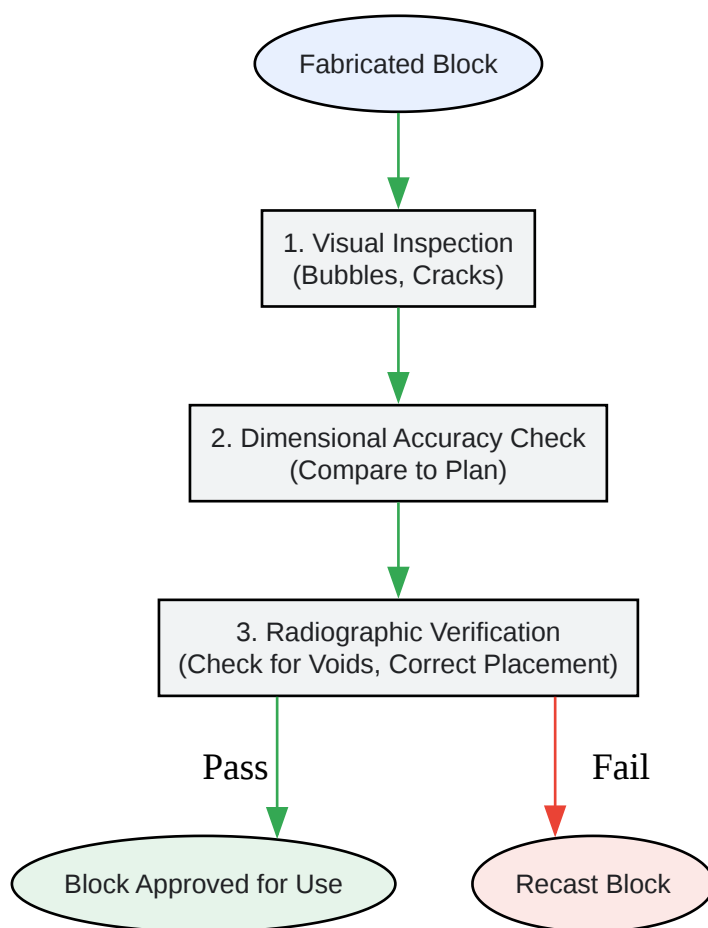 Fabricated Block
1. Visual Inspection
(Bubbles, Cracks)
2. Dimensional Accuracy Check
(Compare to Plan)
3. Radiographic Verification
(Check for Voids, Correct Placement)
Pass
Fail
Block Approved for Use
Recast Block